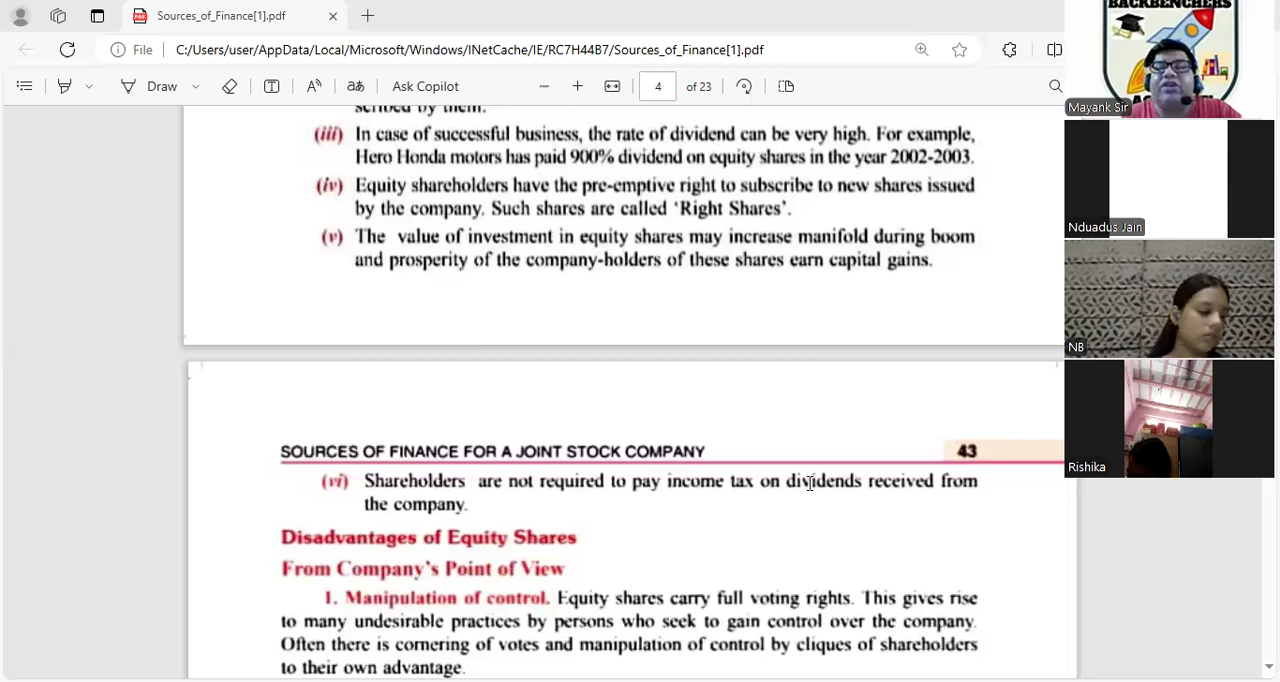 Sources_of_Finance[1].pdf
File
C:/Users/user/AppData/Local/Microsoft/Windows/INetCache/IE/RC7H44B7/Sources_of_Finance[1].pdf
Draw
Ask Copilot
4 of 23
scribed by them.
(iii) In case of successful business, the rate of dividend can be very high. For example,
Hero Honda motors has paid 900% dividend on equity shares in the year 2002-2003.
(iv) Equity shareholders have the pre-emptive right to subscribe to new shares issued
by the company. Such shares are called ‘Right Shares’.
(v) The value of investment in equity shares may increase manifold during boom
and prosperity of the company-holders of these shares earn capital gains.
SOURCES OF FINANCE FOR A JOINT STOCK COMPANY 43
(vi) Shareholders are not required to pay income tax on dividends received from
the company.
Disadvantages of Equity Shares
From Company’s Point of View
1. Manipulation of control. Equity shares carry full voting rights. This gives rise
to many undesirable practices by persons who seek to gain control over the company.
Often there is cornering of votes and manipulation of control by cliques of shareholders
to their own advantage.
BACKBENCHERS
Mayank Sir
Nduadus Jain
NB
Rishika